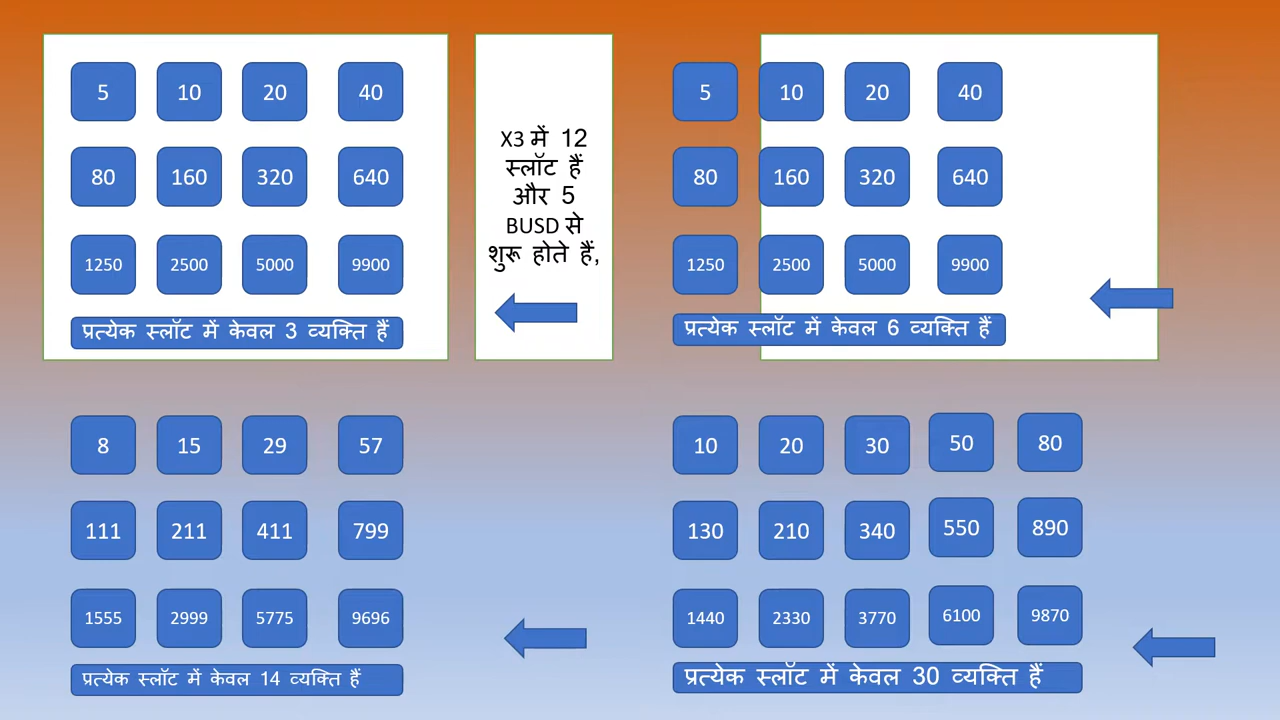 5 10 20 40
80 160 320 640
1250 2500 5000 9900
प्रत्येक स्लॉट में केवल 3 व्यक्ति हैं
X3 में 12
स्लॉट हैं
और 5
BUSD से
शुरू होते हैं,
5 10 20 40
80 160 320 640
1250 2500 5000 9900
प्रत्येक स्लॉट में केवल 6 व्यक्ति हैं
8 15 29 57
111 211 411 799
1555 2999 5775 9696
प्रत्येक स्लॉट में केवल 14 व्यक्ति हैं
10 20 30 50 80
130 210 340 550 890
1440 2330 3770 6100 9870
प्रत्येक स्लॉट में केवल 30 व्यक्ति हैं